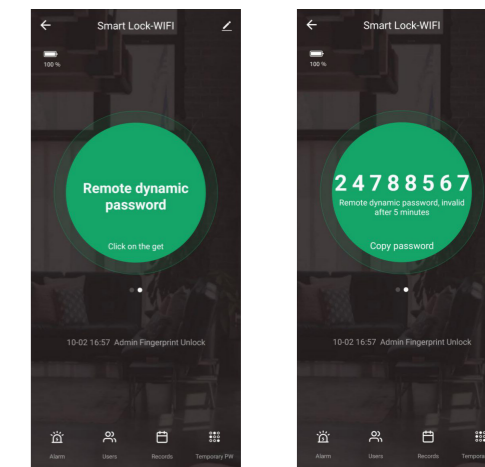 Smart Lock-WIFI
100 %
Remote dynamic
password
Click on the get
10-02 16:57 Admin Fingerprint Unlock
Alarm
Users
Records
Temporary PW
Smart Lock-WIFI
100 %
24788567
Remote dynamic password, invalid
after 5 minutes
Copy password
10-02 16:57 Admin Fingerprint Unlock
Alarm
Users
Records
Tempora